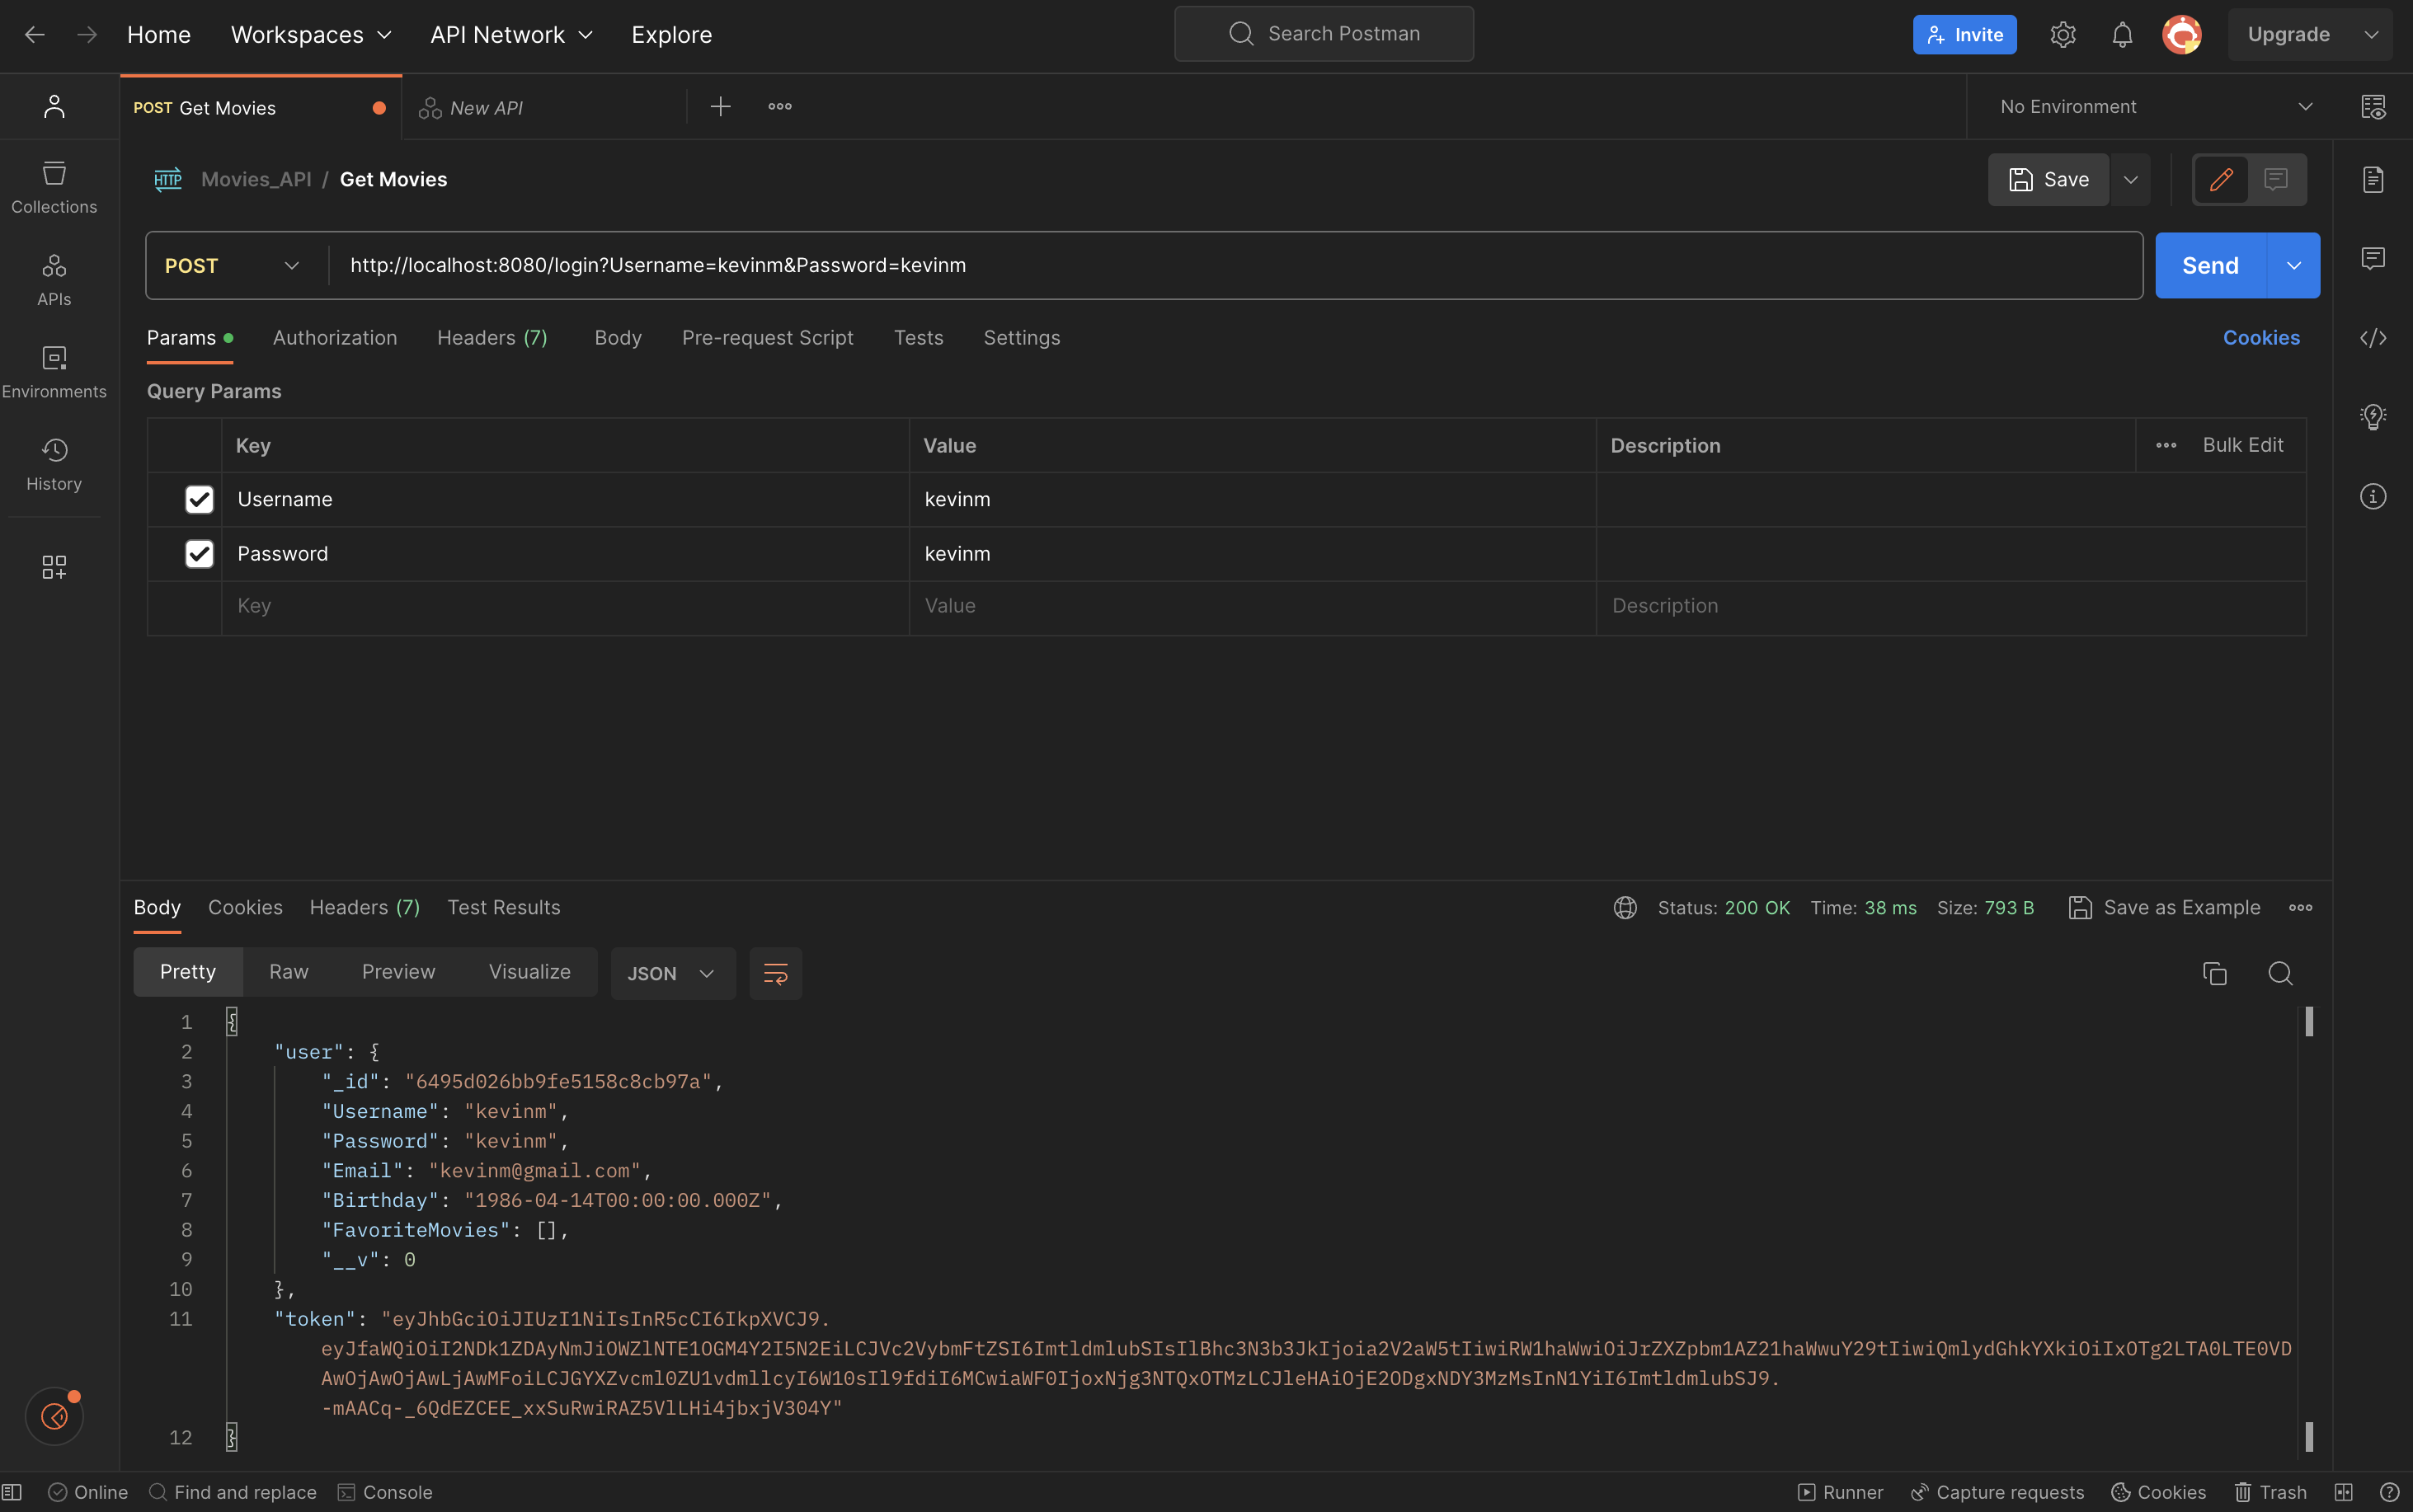 Home Workspaces API Network Explore Search Postman Invite Upgrade
POST Get Movies New API No Environment
HTTP Movies_API / Get Movies Save
POST http://localhost:8080/login?Username=kevinm&Password=kevinm Send
Params Authorization Headers (7) Body Pre-request Script Tests Settings Cookies
Collections
APIs
Environments
History
Query Params
Key Value Description Bulk Edit
Username kevinm
Password kevinm
Key Value Description
Body Cookies Headers (7) Test Results Status: 200 OK Time: 38 ms Size: 793 B Save as Example
Pretty Raw Preview Visualize JSON
1 {
2 "user": {
3 "_id": "6495d026bb9fe5158c8cb97a",
4 "Username": "kevinm",
5 "Password": "kevinm",
6 "Email": "kevinm@gmail.com",
7 "Birthday": "1986-04-14T00:00:00.000Z",
8 "FavoriteMovies": [],
9 "__v": 0
10 },
11 "token": "eyJhbGciOiJIUzI1NiIsInR5cCI6IkpXVCJ9.
eyJfaWQiOiI2NDk1ZDAyNmJiOWZlNTE1OGM4Y2I5N2EiLCJVc2VybmFtZSI6ImtldmlubSIsIlBhc3N3b3JkIjoia2V2aW5tIiwiRW1haWwiOiJrZXZpbm1AZ21haWwuY29tIiwiQmlydGhkYXkiOiIxOTg2LTA0LTE0VD
AwOjAwOjAwLjAwMFoiLCJGYXZvcml0ZU1vdmllcyI6W10sIl9fdiI6MCwiaWF0IjoxNjg3NTQxOTMzLCJleHAiOjE2ODgxNDY3MzMsInN1YiI6ImtldmlubSJ9.
-mAACq-_6QdEZCEE_xxSuRwiRAZ5VlLHi4jbxjV304Y"
12 }
Online Find and replace Console Runner Capture requests Cookies Trash